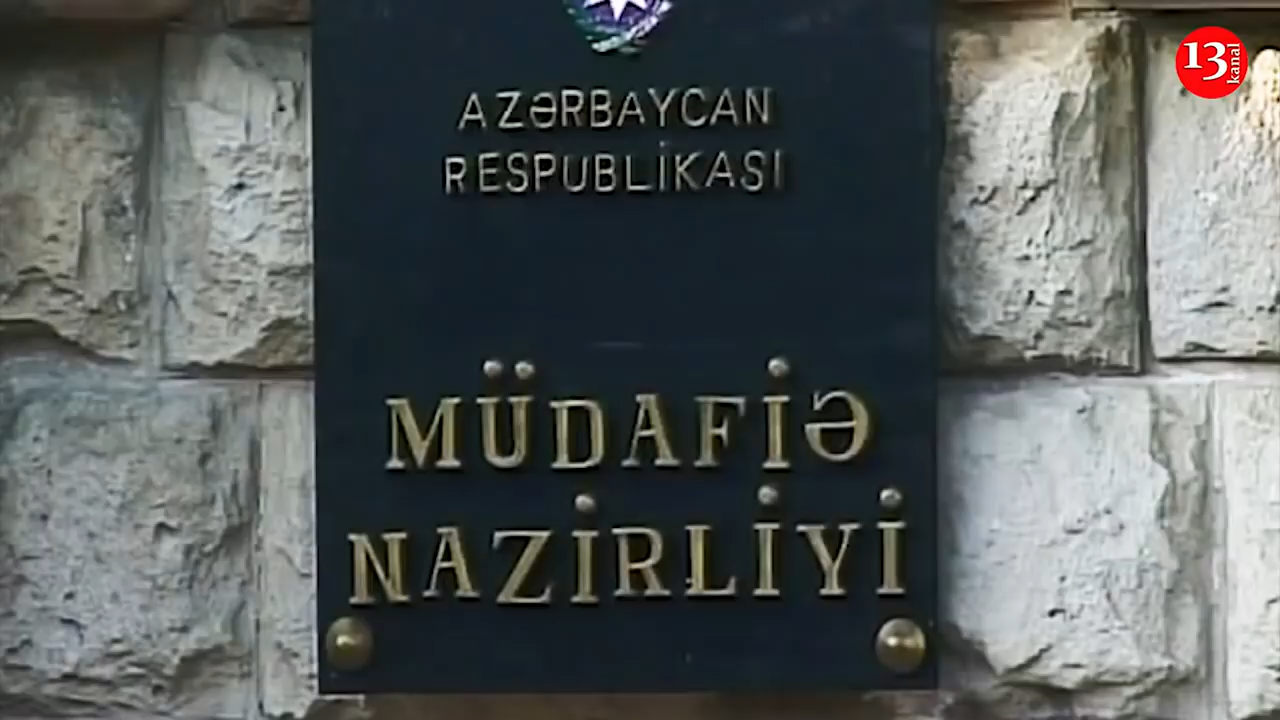 AZƏRBAYCAN
RESPUBLİKASI
MÜDAFİƏ
NAZİRLİYİ
13 kanal